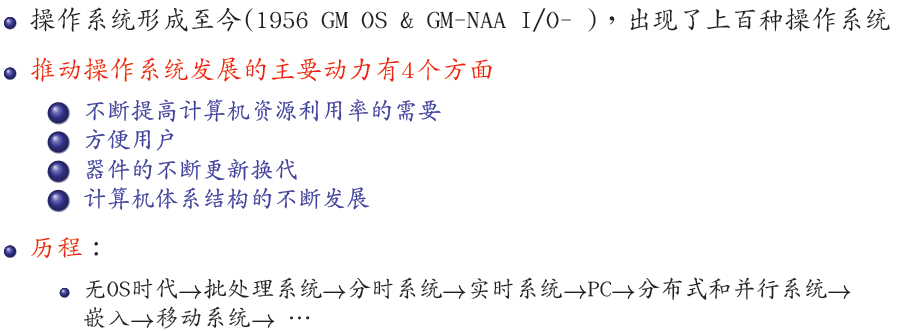 操作系统形成至今(1956 GM OS & GM-NAA I/O- )，出现了上百种操作系统
推动操作系统发展的主要动力有4个方面
不断提高计算机资源利用率的需要
方便用户
器件的不断更新换代
计算机体系结构的不断发展
历程：
无OS时代→批处理系统→分时系统→实时系统→PC→分布式和并行系统→
嵌入→移动系统→ …